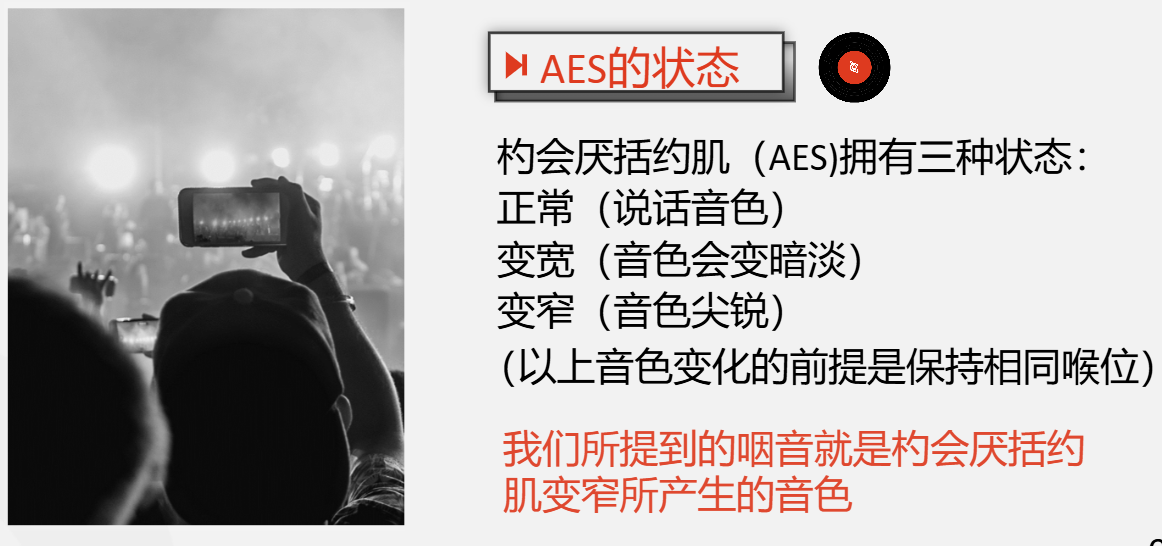 AES的状态
杓会厌括约肌（AES)拥有三种状态：
正常（说话音色）
变宽（音色会变暗淡）
变窄（音色尖锐）
(以上音色变化的前提是保持相同喉位)
我们所提到的咽音就是杓会厌括约
肌变窄所产生的音色